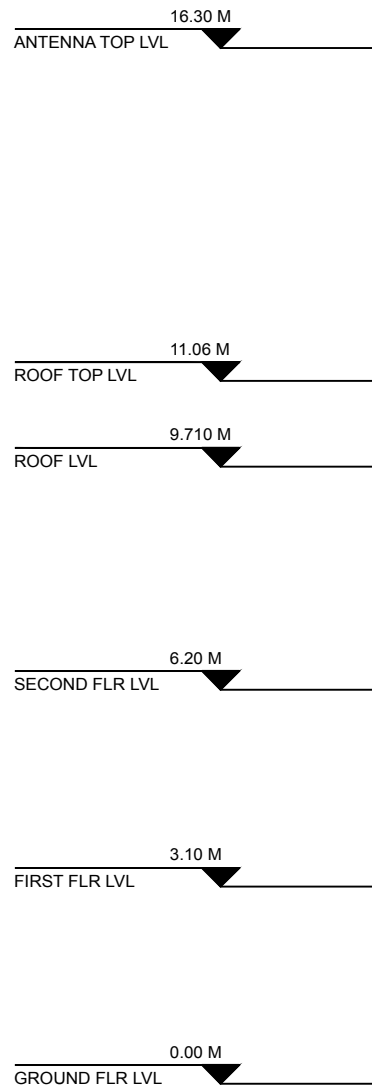 16.30 M
ANTENNA TOP LVL
11.06 M
ROOF TOP LVL
9.710 M
ROOF LVL
6.20 M
SECOND FLR LVL
3.10 M
FIRST FLR LVL
0.00 M
GROUND FLR LVL